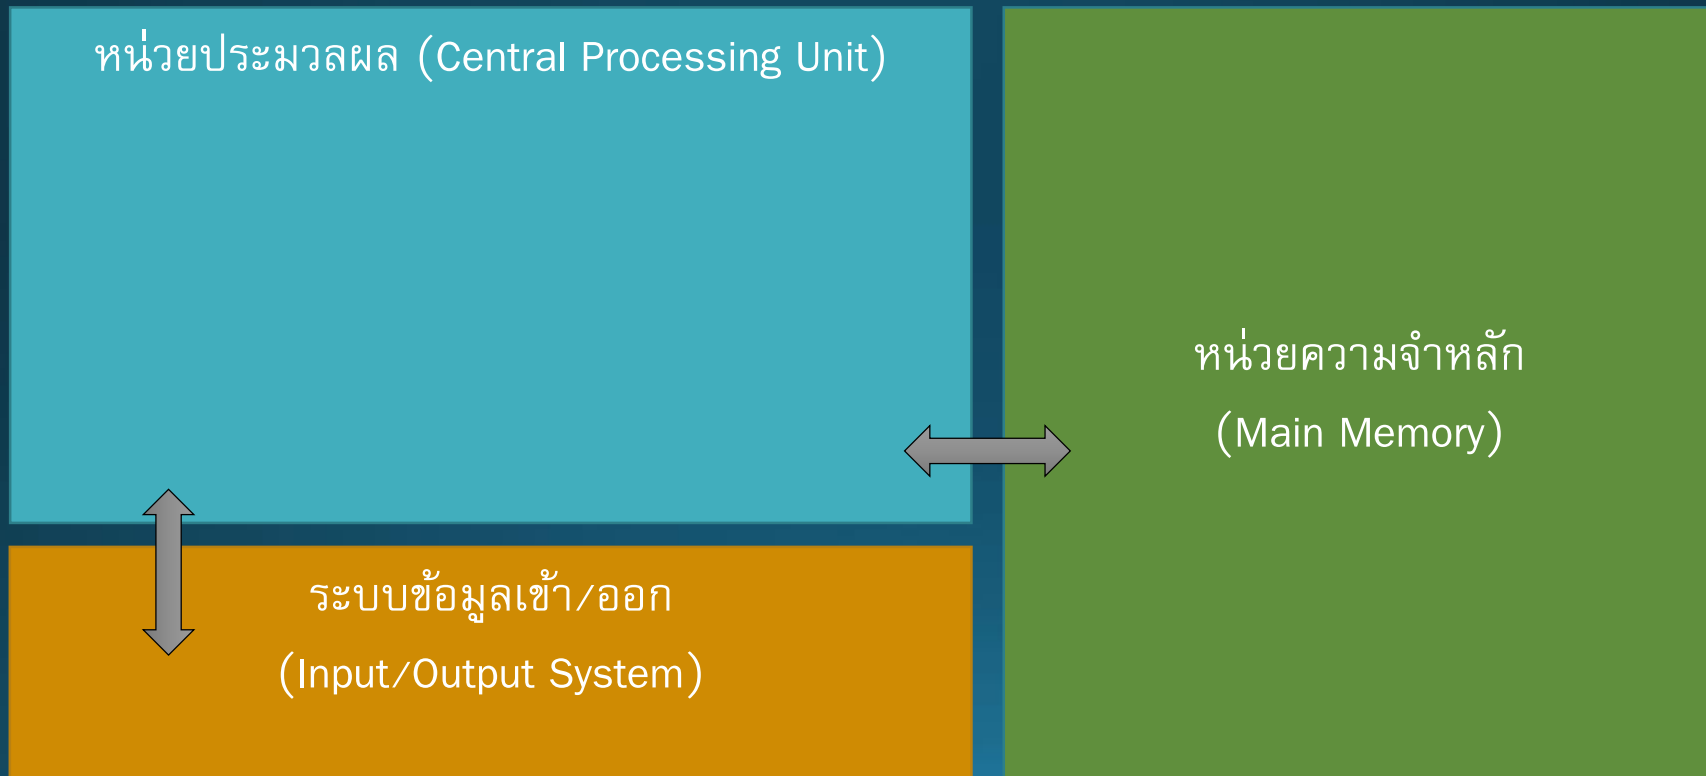 หน่วยประมวลผล (Central Processing Unit)
หน่วยความจำหลัก
(Main Memory)
ระบบข้อมูลเข้า/ออก
(Input/Output System)